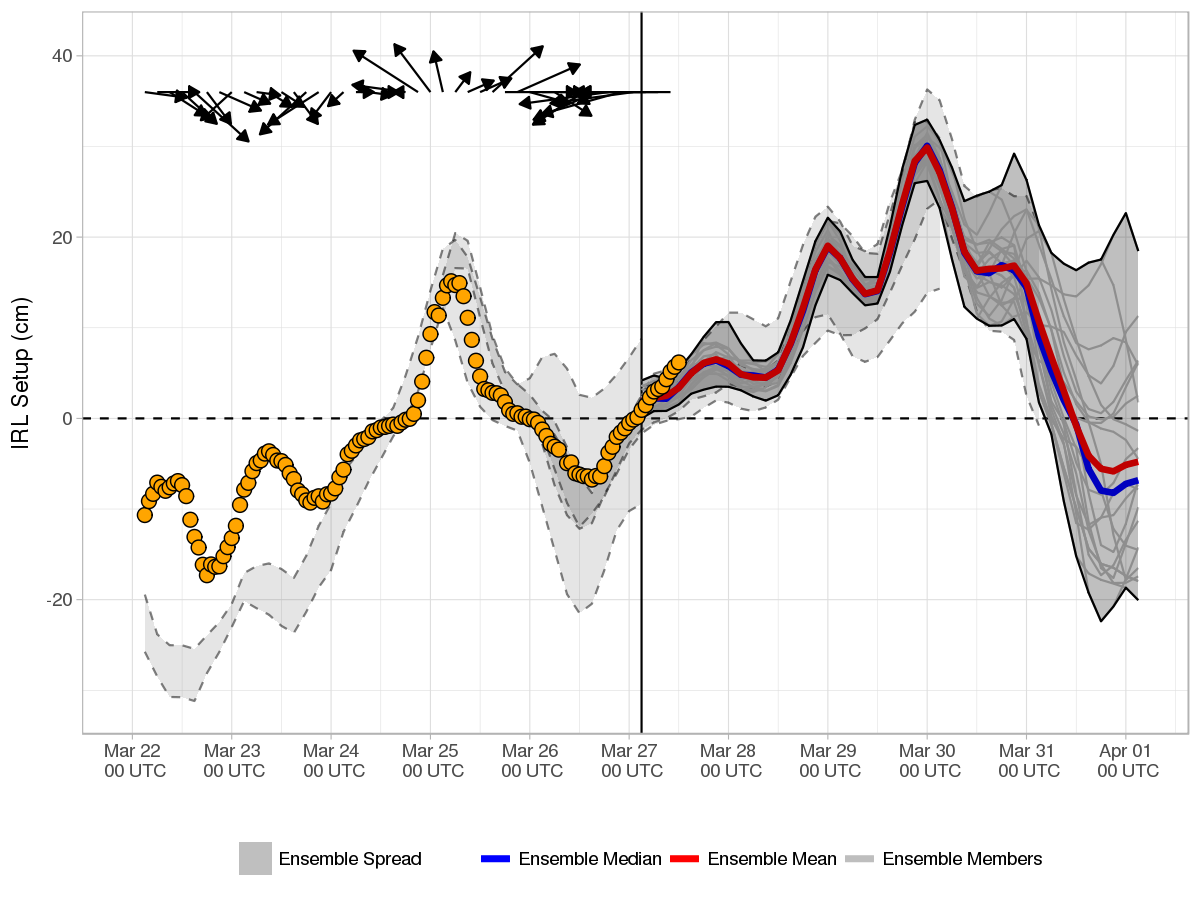 IRL Setup (cm)
40
20
0
-20
Mar 22 Mar 23 Mar 24 Mar 25 Mar 26 Mar 27 Mar 28 Mar 29 Mar 30 Mar 31 Apr 01
00 UTC 00 UTC 00 UTC 00 UTC 00 UTC 00 UTC 00 UTC 00 UTC 00 UTC 00 UTC 00 UTC
Ensemble Spread Ensemble Median Ensemble Mean Ensemble Members